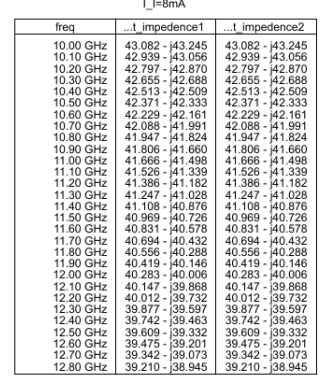 I_I=8mA
freq ...t_impedence1 ...t_impedence2
10.00 GHz 43.082 - j43.245 43.082 - j43.245
10.10 GHz 42.939 - j43.056 42.939 - j43.056
10.20 GHz 42.797 - j42.870 42.797 - j42.870
10.30 GHz 42.655 - j42.688 42.655 - j42.688
10.40 GHz 42.513 - j42.509 42.513 - j42.509
10.50 GHz 42.371 - j42.333 42.371 - j42.333
10.60 GHz 42.229 - j42.161 42.229 - j42.161
10.70 GHz 42.088 - j41.991 42.088 - j41.991
10.80 GHz 41.947 - j41.824 41.947 - j41.824
10.90 GHz 41.806 - j41.660 41.806 - j41.660
11.00 GHz 41.666 - j41.498 41.666 - j41.498
11.10 GHz 41.526 - j41.339 41.526 - j41.339
11.20 GHz 41.386 - j41.182 41.386 - j41.182
11.30 GHz 41.247 - j41.028 41.247 - j41.028
11.40 GHz 41.108 - j40.876 41.108 - j40.876
11.50 GHz 40.969 - j40.726 40.969 - j40.726
11.60 GHz 40.831 - j40.578 40.831 - j40.578
11.70 GHz 40.694 - j40.432 40.694 - j40.432
11.80 GHz 40.556 - j40.288 40.556 - j40.288
11.90 GHz 40.419 - j40.146 40.419 - j40.146
12.00 GHz 40.283 - j40.006 40.283 - j40.006
12.10 GHz 40.147 - j39.868 40.147 - j39.868
12.20 GHz 40.012 - j39.732 40.012 - j39.732
12.30 GHz 39.877 - j39.597 39.877 - j39.597
12.40 GHz 39.742 - j39.463 39.742 - j39.463
12.50 GHz 39.609 - j39.332 39.609 - j39.332
12.60 GHz 39.475 - j39.201 39.475 - j39.201
12.70 GHz 39.342 - j39.073 39.342 - j39.073
12.80 GHz 39.210 - j38.945 39.210 - j38.945